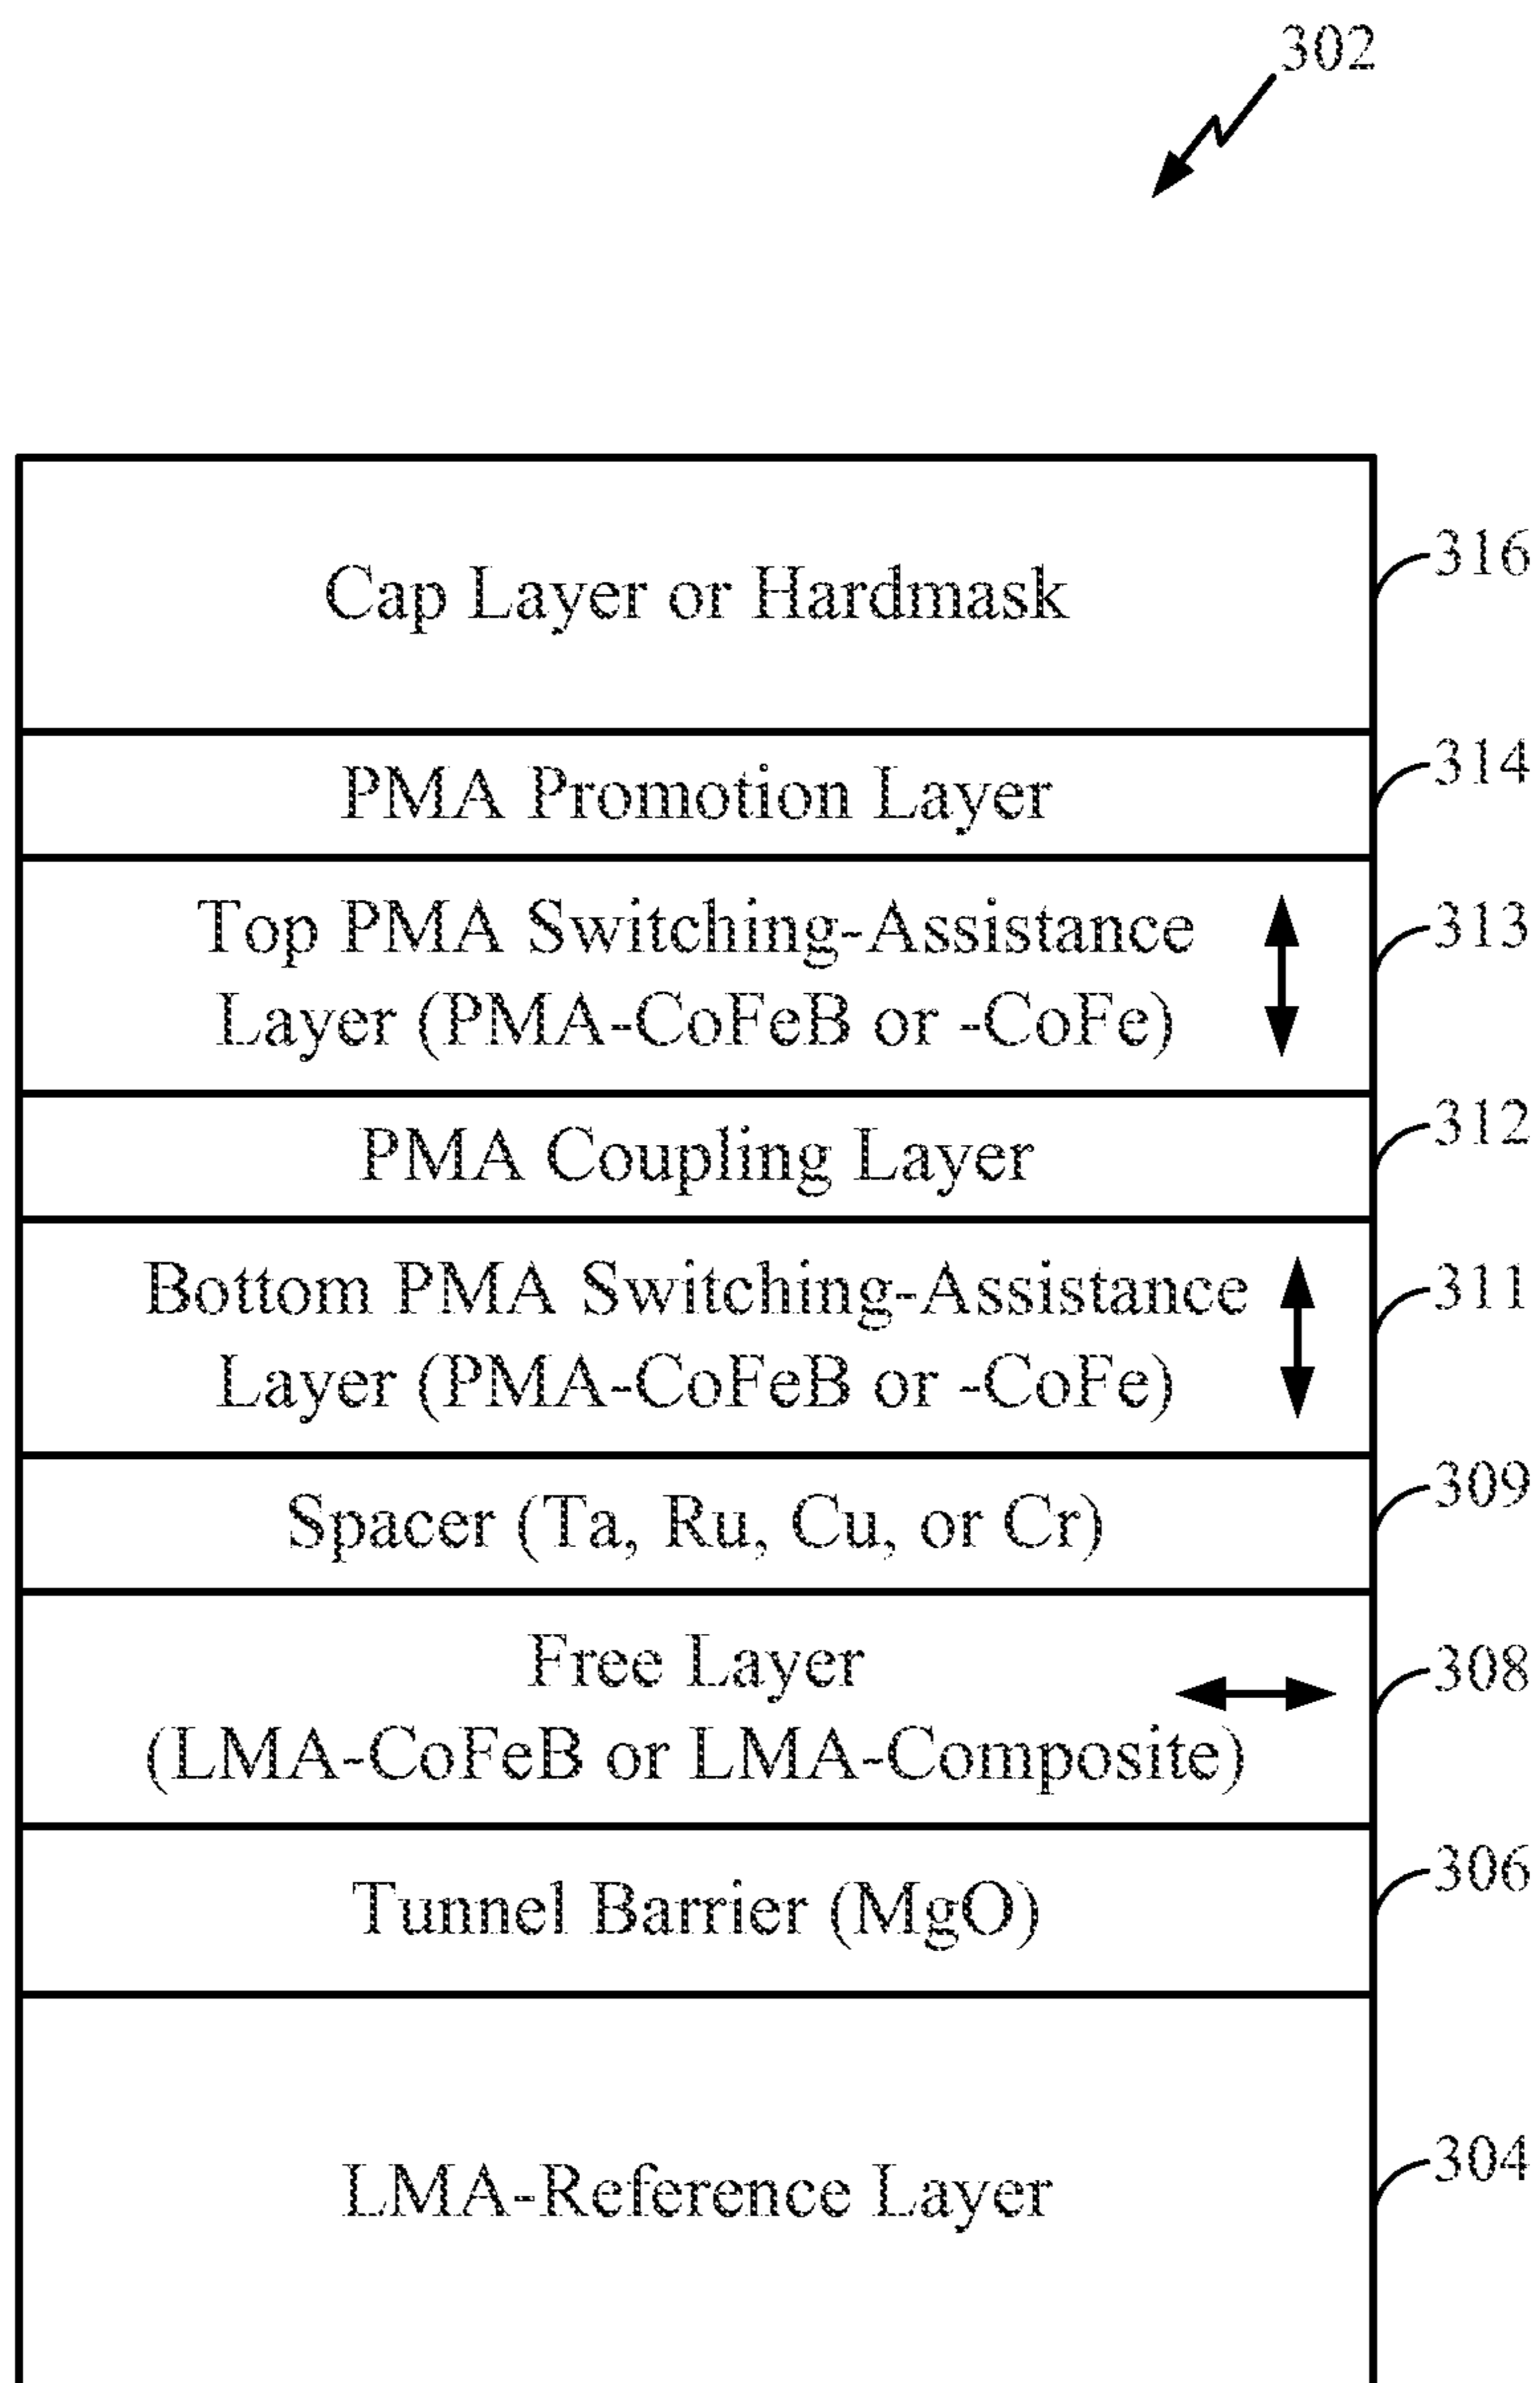 302
Cap Layer or Hardmask
316
PMA Promotion Layer
314
Top PMA Switching-Assistance
Layer (PMA-CoFeB or -CoFe)
313
PMA Coupling Layer
312
Bottom PMA Switching-Assistance
Layer (PMA-CoFeB or -CoFe)
311
Spacer (Ta, Ru, Cu, or Cr)
309
Free Layer
(LMA-CoFeB or LMA-Composite)
308
Tunnel Barrier (MgO)
306
LMA-Reference Layer
304